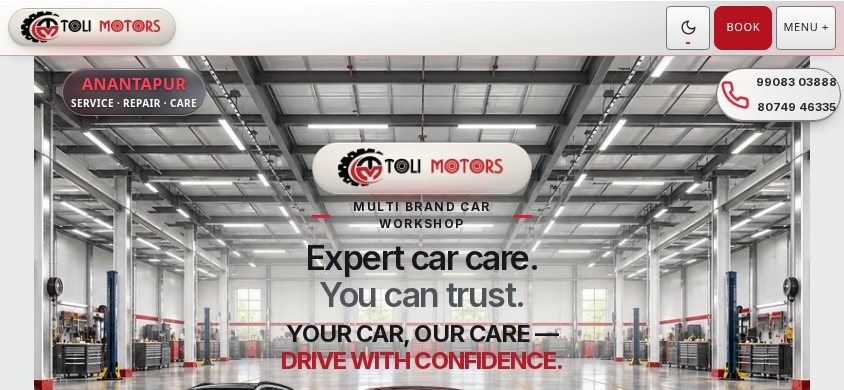 TOLI MOTORS
BOOK
MENU +
ANANTAPUR
SERVICE · REPAIR · CARE
99083 03888
80749 46335
TOLI MOTORS
MULTI BRAND CAR
WORKSHOP
Expert car care.
You can trust.
YOUR CAR, OUR CARE —
DRIVE WITH CONFIDENCE.